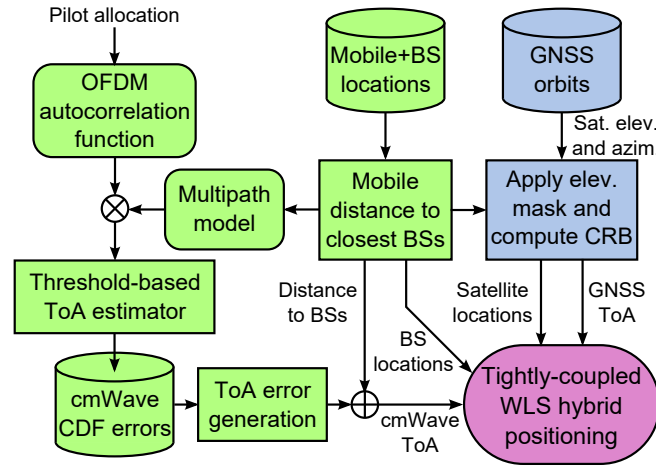 Pilot allocation
OFDM
autocorrelation
function
Mobile+BS
locations
GNSS
orbits
Sat. elev.
and azim.
Multipath
model
Mobile
distance to
closest BSs
Apply elev.
mask and
compute CRB
Threshold-based
ToA estimator
Distance
to BSs
BS
locations
Satellite
locations
GNSS
ToA
cmWave
CDF errors
ToA error
generation
cmWave
ToA
Tightly-coupled
WLS hybrid
positioning